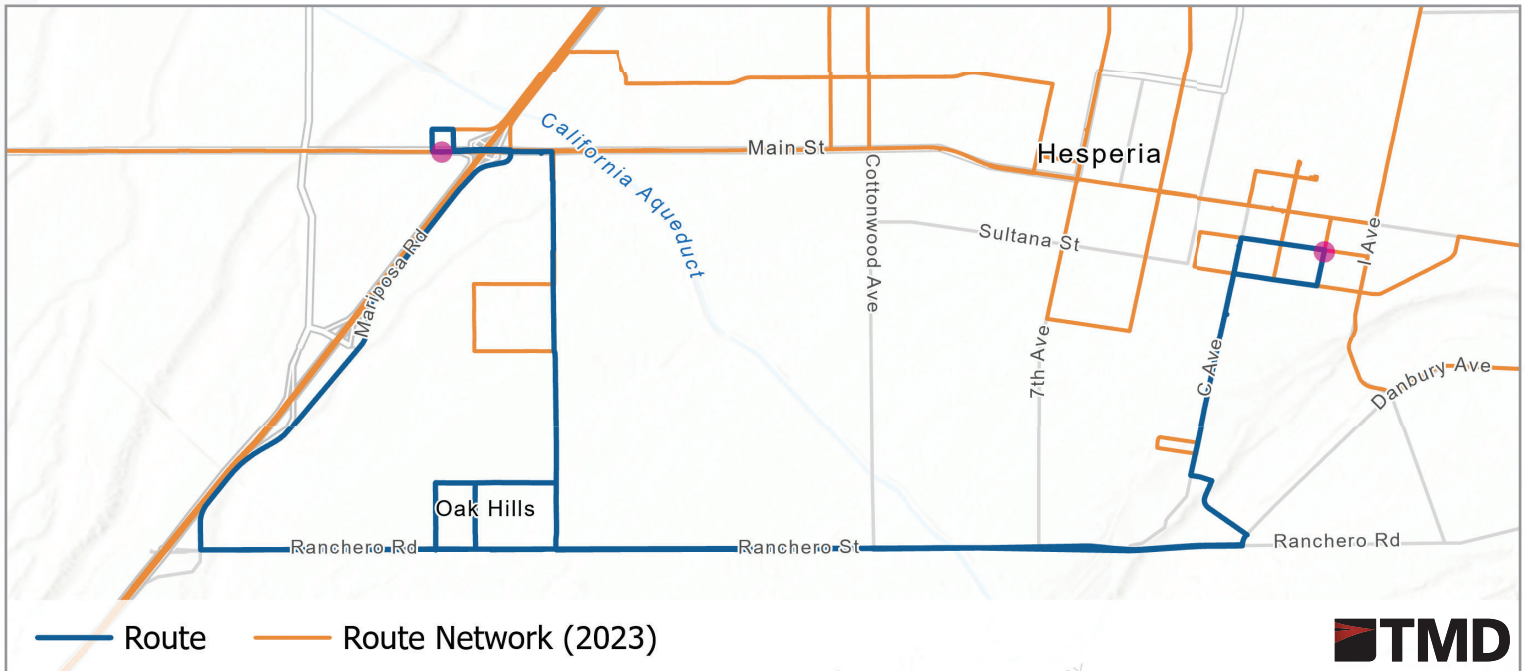 California Aqueduct
Main St
Hesperia
Cottonwood Ave
Sultana St
I Ave
Mariposa Rd
7th Ave
C Ave
Danbury Ave
Oak Hills
Ranchero Rd
Ranchero St
Ranchero Rd
Route
Route Network (2023)
TMD